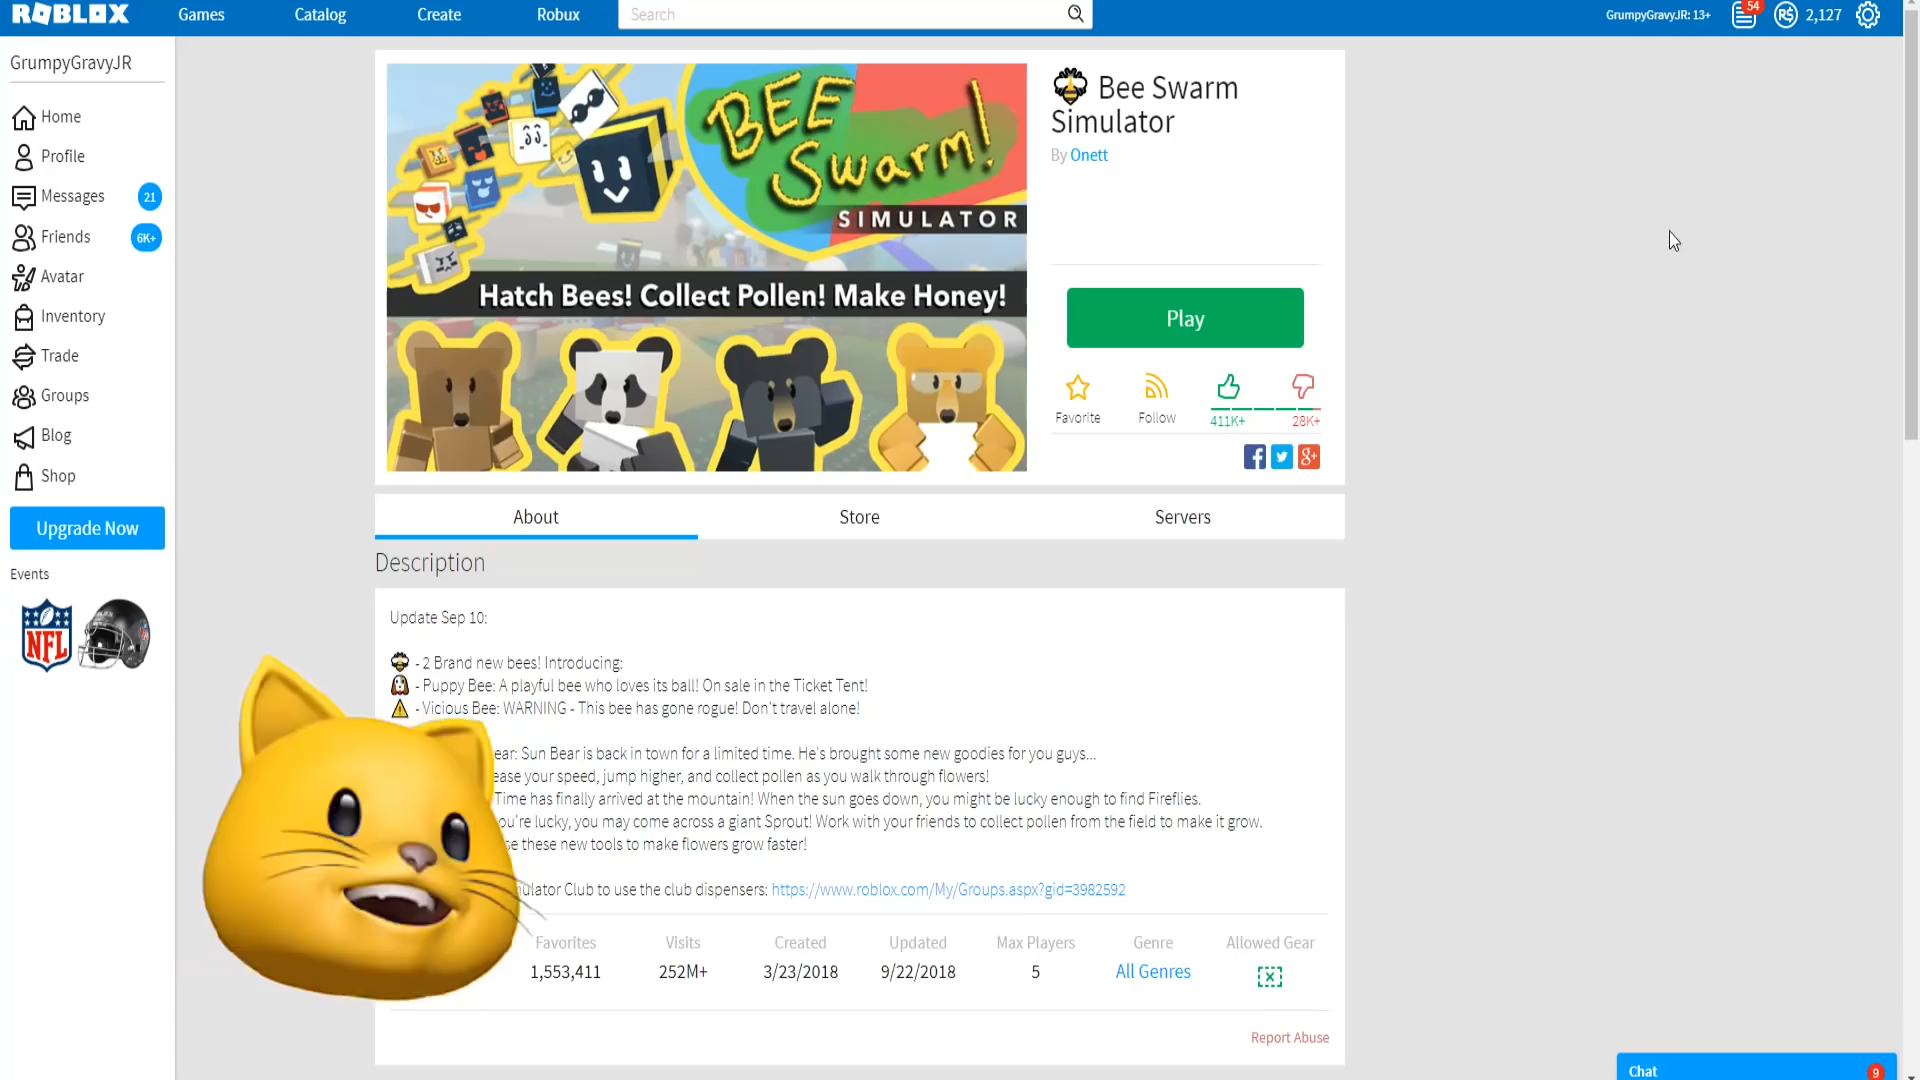 ROBLOX
Games
Catalog
Create
Robux
Search
GrumpyGravyJR: 13+
54
R$ 2,127
GrumpyGravyJR
Home
Profile
Messages 21
Friends 6K+
Avatar
Inventory
Trade
Groups
Blog
Shop
Upgrade Now
Events
NFL
BEE
Swarm!
SIMULATOR
Hatch Bees! Collect Pollen! Make Honey!
Bee Swarm
Simulator
By Onett
Play
Favorite
Follow
411K+
28K+
About
Store
Servers
Description
Update Sep 10:
- 2 Brand new bees! Introducing:
- Puppy Bee: A playful bee who loves its ball! On sale in the Ticket Tent!
- Vicious Bee: WARNING - This bee has gone rogue! Don't travel alone!
ear: Sun Bear is back in town for a limited time. He's brought some new goodies for you guys...
ease your speed, jump higher, and collect pollen as you walk through flowers!
Time has finally arrived at the mountain! When the sun goes down, you might be lucky enough to find Fireflies.
ou're lucky, you may come across a giant Sprout! Work with your friends to collect pollen from the field to make it grow.
se these new tools to make flowers grow faster!
ulator Club to use the club dispensers: https://www.roblox.com/My/Groups.aspx?gid=3982592
Favorites
Visits
Created
Updated
Max Players
Genre
Allowed Gear
1,553,411
252M+
3/23/2018
9/22/2018
5
All Genres
Report Abuse
Chat
9